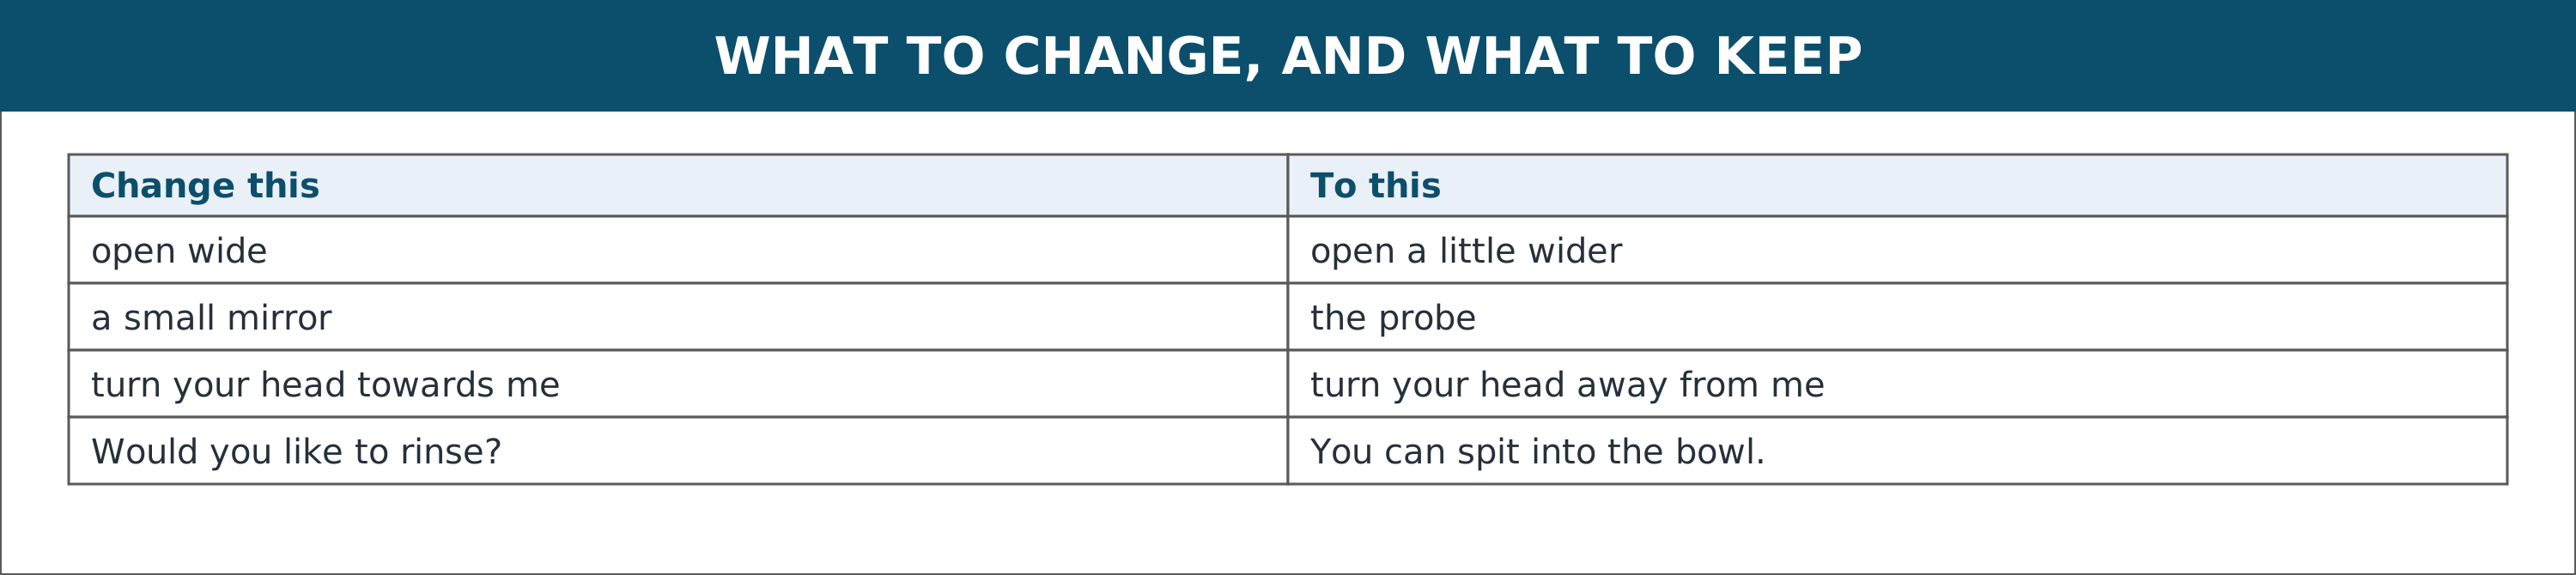 WHAT TO CHANGE, AND WHAT TO KEEP
Change this To this
open wide open a little wider
a small mirror the probe
turn your head towards me turn your head away from me
Would you like to rinse? You can spit into the bowl.